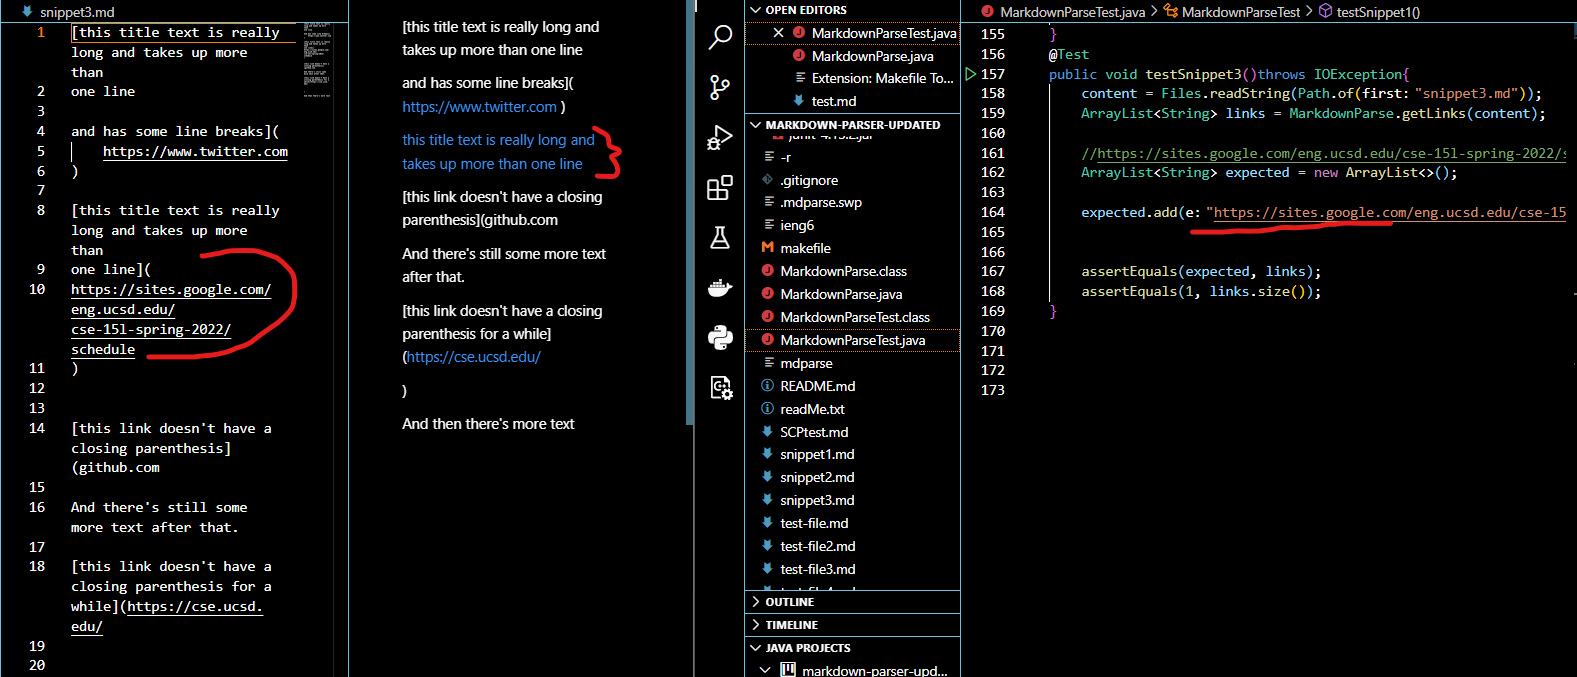 snippet3.md
1 [this title text is really
long and takes up more
than
2 one line
3
4 and has some line breaks](
5 https://www.twitter.com
6 )
7
8 [this title text is really
long and takes up more
than
9 one line](
10 https://sites.google.com/
eng.ucsd.edu/
cse-15l-spring-2022/
schedule
11 )
12
13
14 [this link doesn't have a
closing parenthesis]
(github.com
15
16 And there's still some
more text after that.
17
18 [this link doesn't have a
closing parenthesis for a
while](https://cse.ucsd.
edu/
19
20
[this title text is really long and
takes up more than one line
and has some line breaks](
https://www.twitter.com )
this title text is really long and
takes up more than one line
[this link doesn't have a closing
parenthesis](github.com
And there's still some more text
after that.
[this link doesn't have a closing
parenthesis for a while]
(https://cse.ucsd.edu/
)
And then there's more text
OPEN EDITORS
MarkdownParseTest.java
MarkdownParse.java
Extension: Makefile To...
test.md
MARKDOWN-PARSER-UPDATED
-r
.gitignore
.mdparse.swp
ieng6
makefile
MarkdownParse.class
MarkdownParse.java
MarkdownParseTest.class
MarkdownParseTest.java
mdparse
README.md
readMe.txt
SCPtest.md
snippet1.md
snippet2.md
snippet3.md
test-file.md
test-file2.md
test-file3.md
OUTLINE
TIMELINE
JAVA PROJECTS
markdown-parser-upd...
MarkdownParseTest.java > MarkdownParseTest > testSnippet1()
155 }
156 @Test
157 public void testSnippet3()throws IOException{
158 content = Files.readString(Path.of(first: "snippet3.md"));
159 ArrayList<String> links = MarkdownParse.getLinks(content);
160
161 //https://sites.google.com/eng.ucsd.edu/cse-15l-spring-2022/s
162 ArrayList<String> expected = new ArrayList<>();
163
164 expected.add(e: "https://sites.google.com/eng.ucsd.edu/cse-15
165
166
167 assertEquals(expected, links);
168 assertEquals(1, links.size());
169 }
170
171
172
173